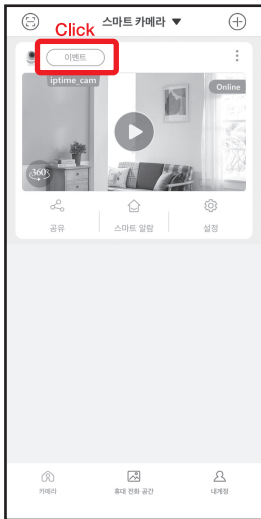 Click
스마트 카메라 ▼
이벤트
iptime_cam
Online
360°
공유
스마트 알람
설정
카메라
휴대 전화 공간
내계정